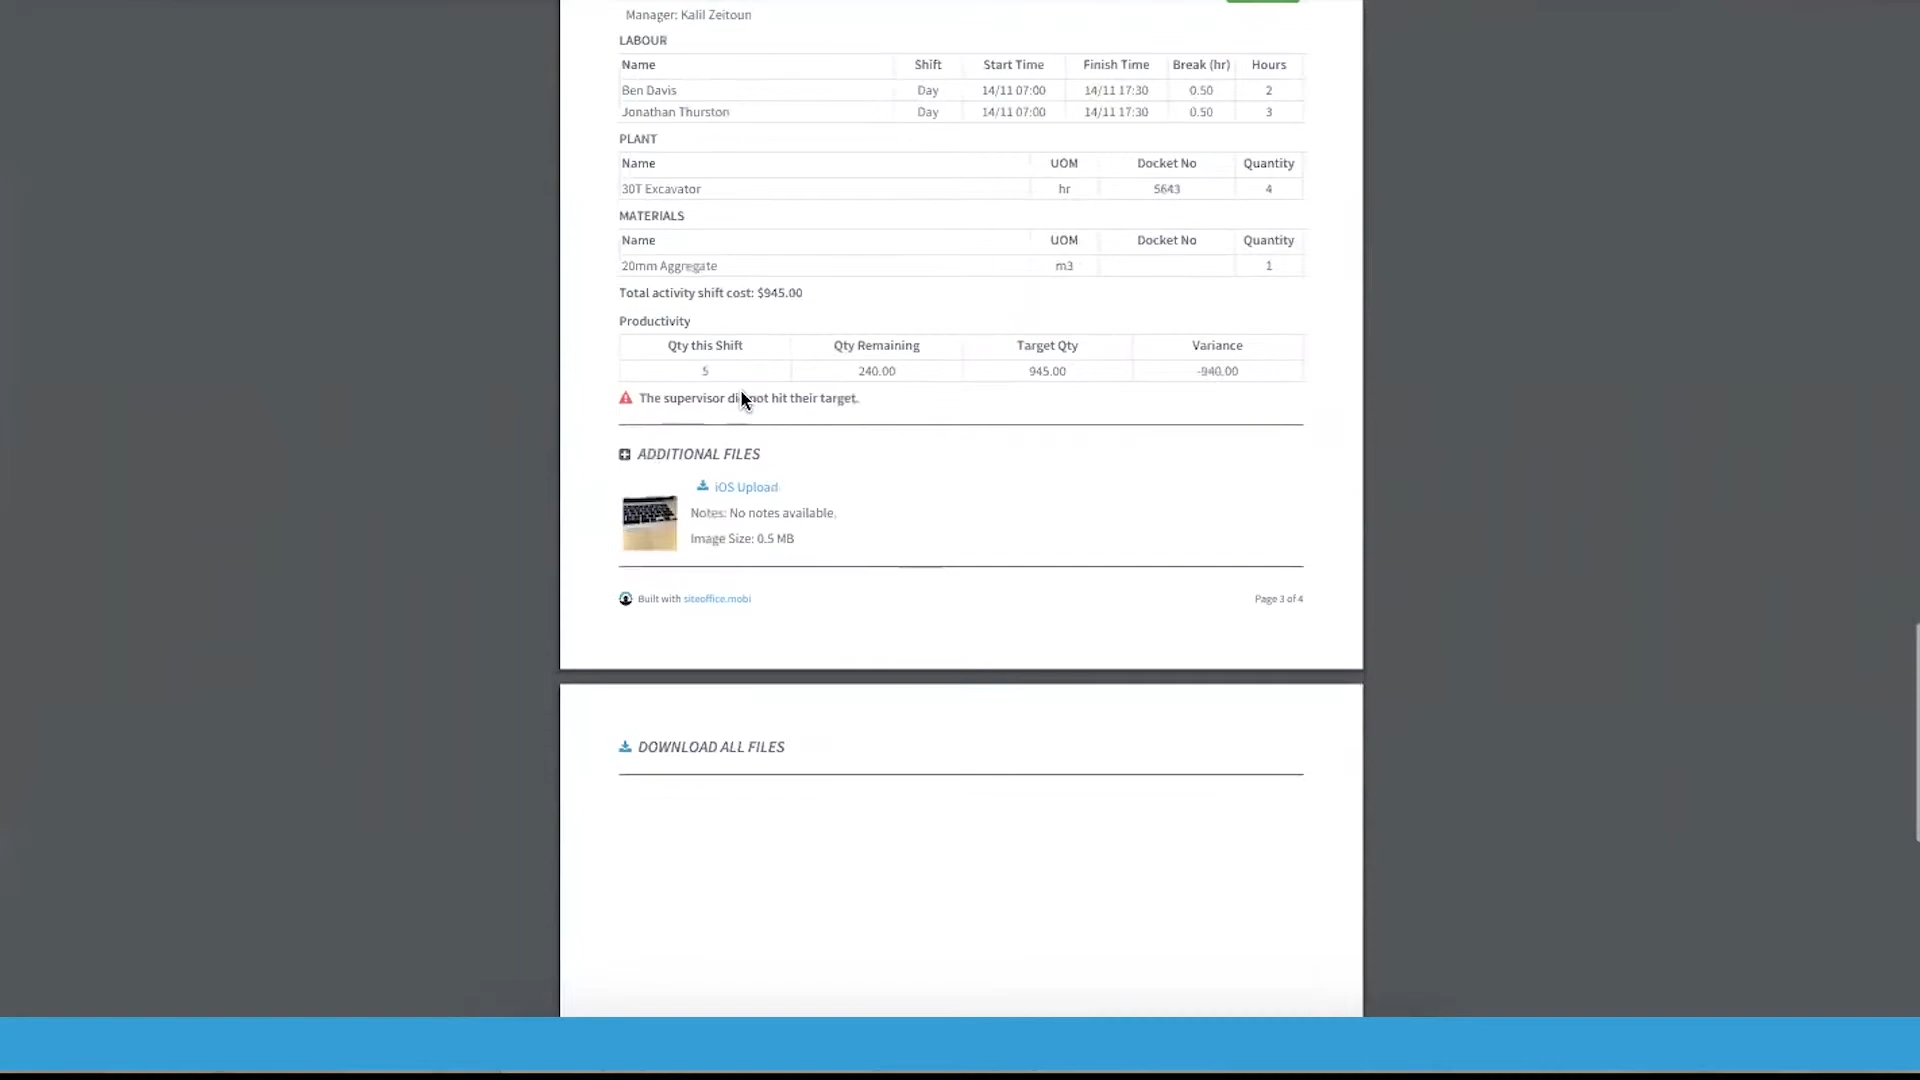 Manager: Kalil Zeitoun
LABOUR
Name Shift Start Time Finish Time Break (hr) Hours
Ben Davis Day 14/11 07:00 14/11 17:30 0.50 2
Jonathan Thurston Day 14/11 07:00 14/11 17:30 0.50 3
PLANT
Name UOM Docket No Quantity
30T Excavator hr 5643 4
MATERIALS
Name UOM Docket No Quantity
20mm Aggregate m3 1
Total activity shift cost: $945.00
Productivity
Qty this Shift Qty Remaining Target Qty Variance
5 240.00 945.00 -940.00
The supervisor did not hit their target.
ADDITIONAL FILES
iOS Upload
Notes: No notes available.
Image Size: 0.5 MB
Built with siteoffice.mobi Page 3 of 4
DOWNLOAD ALL FILES